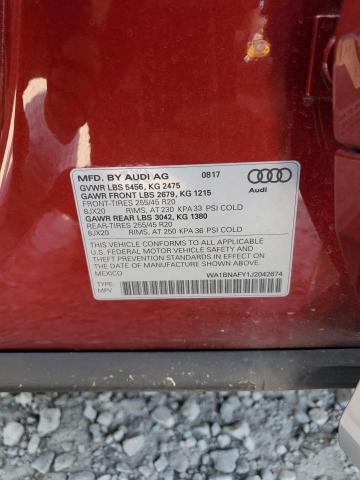 MFD. BY AUDI AG 0817
GVWR LBS 5456, KG 2475
GAWR FRONT LBS 2679, KG 1215
FRONT-TIRES 255/45 R20
8JX20 RIMS, AT 230 KPA 33 PSI COLD
GAWR REAR LBS 3042, KG 1380
REAR-TIRES 255/45 R20
8JX20 RIMS, AT 250 KPA 36 PSI COLD
Audi
THIS VEHICLE CONFORMS TO ALL APPLICABLE
U.S. FEDERAL MOTOR VEHICLE SAFETY AND
THEFT PREVENTION STANDARDS IN EFFECT ON
THE DATE OF MANUFACTURE SHOWN ABOVE.
MEXICO
WA1BNAFY1J2042674
TYPE: MPV